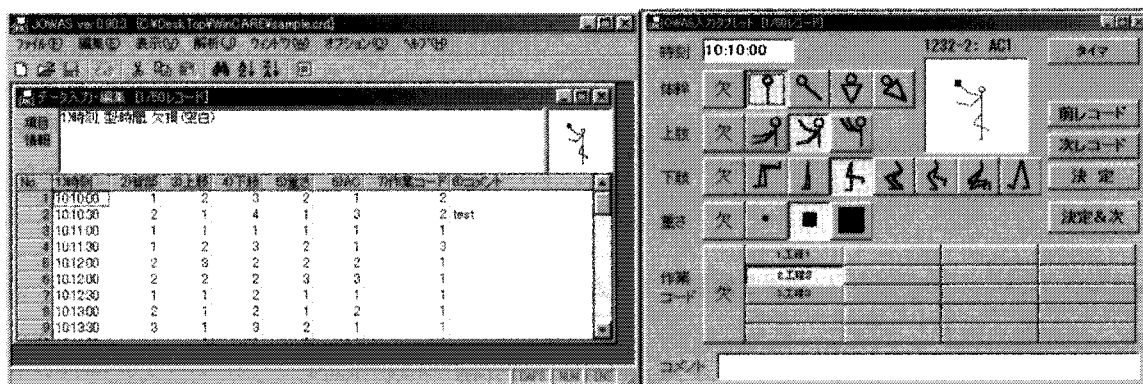 JOWAS ver 0.90.3 [C:¥Desk Top¥WinCARE¥sample.crd]
ファイル(F) 編集(E) 表示(V) 解析(J) ウィンドウ(W) オプション(O) ヘルプ(H)
データ入力・編集 [1/60レコード]
項目
情報
1)時刻, 型:時間, 欠損:(空白)
No. 1)時刻 2)背部 3)上肢 4)下肢 5)重さ 6)AC 7)作業コード 8)コメント
1 10:10:00 1 2 3 2 1 2
2 10:10:30 2 1 4 1 3 2 test
3 10:11:00 1 1 1 1 1 1
4 10:11:30 1 2 3 2 1 3
5 10:12:00 2 3 2 2 2 1
6 10:12:00 2 2 2 3 3 1
7 10:12:30 1 1 2 1 1 1
8 10:13:00 2 1 2 1 2 1
9 10:13:30 3 1 3 2 1 1
CAPS NUM INS
JOWAS入力タブレット [1/60レコード]
時刻 10:10:00 1232-2: AC1 タイマ
体幹 欠
上肢 欠
下肢 欠
重さ 欠
前レコード
次レコード
決 定
決定&次
作業
コード
欠
1.工程1
2.工程2
3.工程3
コメント